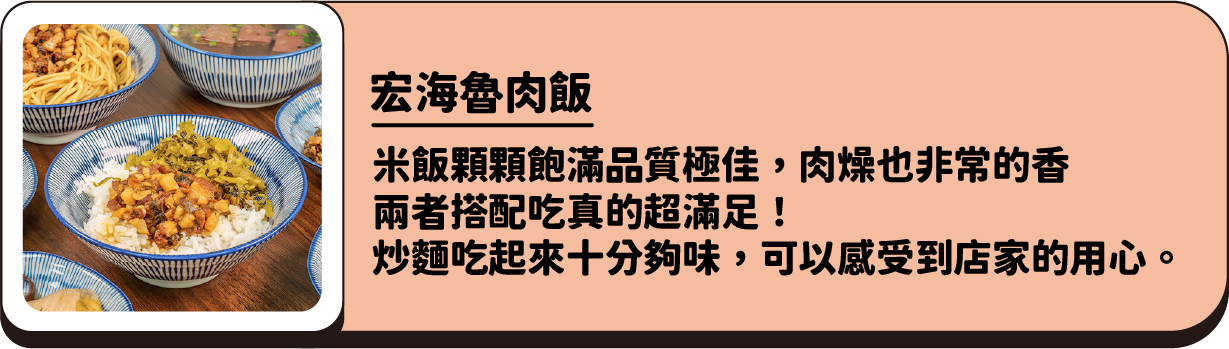 宏海魯肉飯
米飯顆顆飽滿品質極佳，肉燥也非常的香
兩者搭配吃真的超滿足！
炒麵吃起來十分夠味，可以感受到店家的用心。